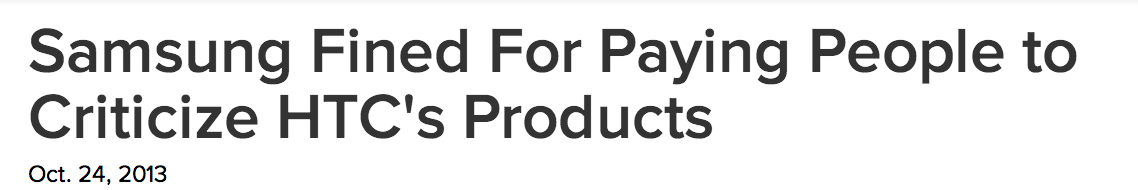 Samsung Fined For Paying People to
Criticize HTC's Products
Oct. 24, 2013